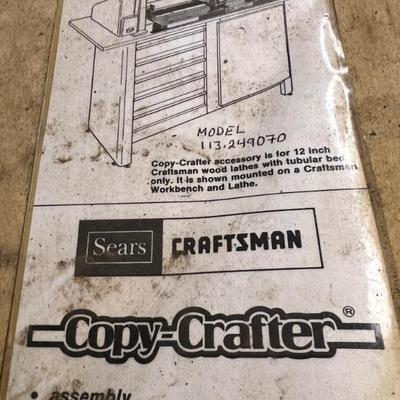 MODEL
113.249070
Copy-Crafter accessory is for 12 inch
Craftsman wood lathes with tubular bed
only. It is shown mounted on a Craftsman
Workbench and Lathe.
Sears CRAFTSMAN
Copy-Crafter®
• assembly